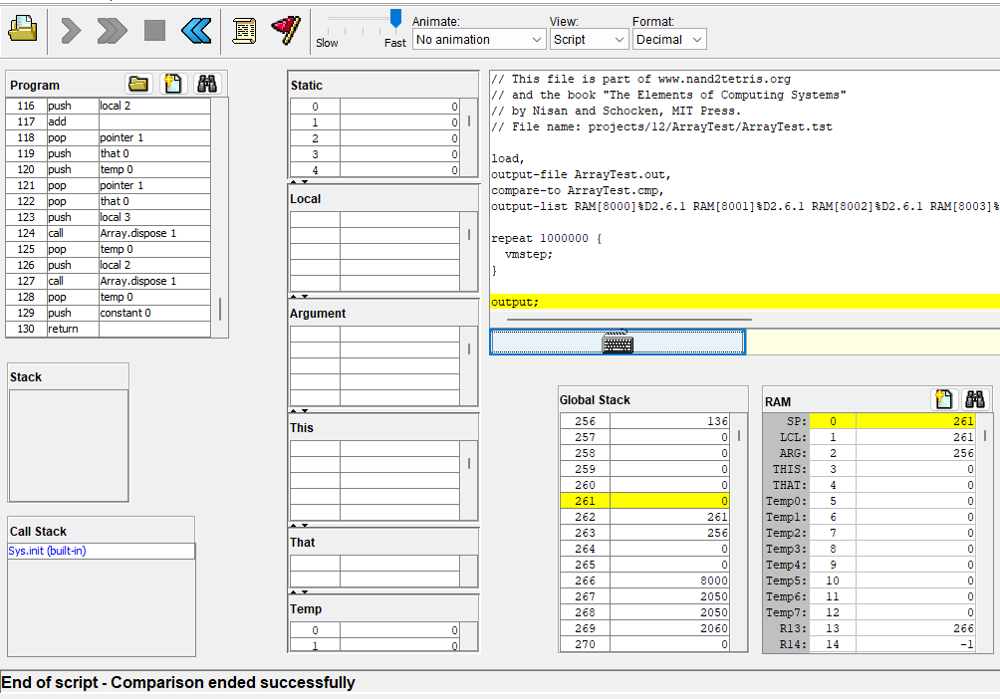 Slow
Fast
Animate:
No animation
View:
Script
Format:
Decimal
Program
116 push local 2
117 add
118 pop pointer 1
119 push that 0
120 push temp 0
121 pop pointer 1
122 pop that 0
123 push local 3
124 call Array.dispose 1
125 pop temp 0
126 push local 2
127 call Array.dispose 1
128 pop temp 0
129 push constant 0
130 return
Stack
Call Stack
Sys.init (built-in)
Static
0 0
1 0
2 0
3 0
4 0
Local
Argument
This
That
Temp
0 0
1 0
// This file is part of www.nand2tetris.org
// and the book "The Elements of Computing Systems"
// by Nisan and Schocken, MIT Press.
// File name: projects/12/ArrayTest/ArrayTest.tst
load,
output-file ArrayTest.out,
compare-to ArrayTest.cmp,
output-list RAM[8000]%D2.6.1 RAM[8001]%D2.6.1 RAM[8002]%D2.6.1 RAM[8003]%
repeat 1000000 {
vmstep;
}
output;
Global Stack
256 136
257 0
258 0
259 0
260 0
261 0
262 261
263 256
264 0
265 0
266 8000
267 2050
268 2050
269 2060
270 0
RAM
SP: 0 261
LCL: 1 261
ARG: 2 256
THIS: 3 0
THAT: 4 0
Temp0: 5 0
Temp1: 6 0
Temp2: 7 0
Temp3: 8 0
Temp4: 9 0
Temp5: 10 0
Temp6: 11 0
Temp7: 12 0
R13: 13 266
R14: 14 -1
End of script - Comparison ended successfully